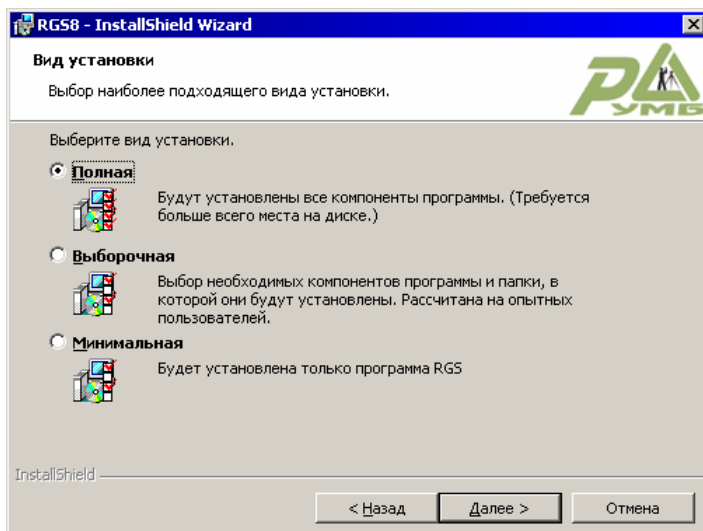 RGS8 - InstallShield Wizard
Вид установки
Выбор наиболее подходящего вида установки.
РДА
УМБ
Выберите вид установки.
Полная
Будут установлены все компоненты программы. (Требуется
больше всего места на диске.)
Выборочная
Выбор необходимых компонентов программы и папки, в
которой они будут установлены. Рассчитана на опытных
пользователей.
Минимальная
Будет установлена только программа RGS
InstallShield
< Назад
Далее >
Отмена